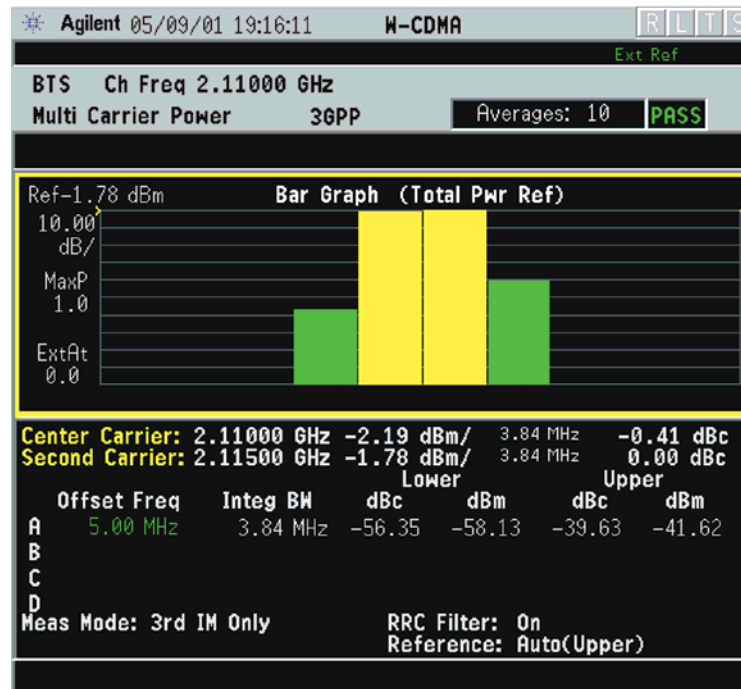 Agilent 05/09/01 19:16:11 W-CDMA R L T S
Ext Ref
BTS Ch Freq 2.11000 GHz
Multi Carrier Power 3GPP Averages: 10 PASS
Ref-1.78 dBm Bar Graph (Total Pwr Ref)
10.00
dB/
MaxP
1.0
ExtAt
0.0
Center Carrier: 2.11000 GHz -2.19 dBm/ 3.84 MHz -0.41 dBc
Second Carrier: 2.11500 GHz -1.78 dBm/ 3.84 MHz 0.00 dBc
Lower Upper
Offset Freq Integ BW dBc dBm dBc dBm
A 5.00 MHz 3.84 MHz -56.35 -58.13 -39.63 -41.62
B
C
D
Meas Mode: 3rd IM Only RRC Filter: On
Reference: Auto(Upper)